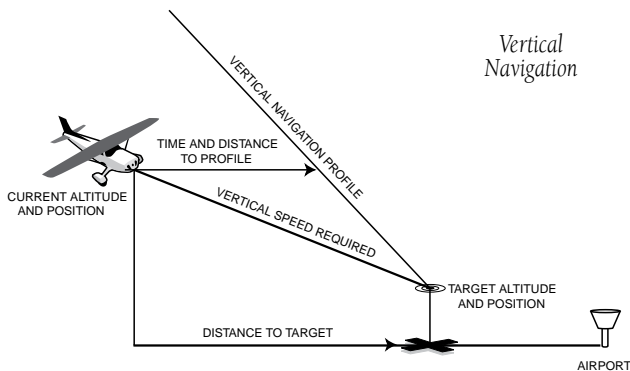 Vertical
Navigation
VERTICAL NAVIGATION PROFILE
TIME AND DISTANCE
TO PROFILE
CURRENT ALTITUDE
AND POSITION
VERTICAL SPEED REQUIRED
TARGET ALTITUDE
AND POSITION
DISTANCE TO TARGET
AIRPORT